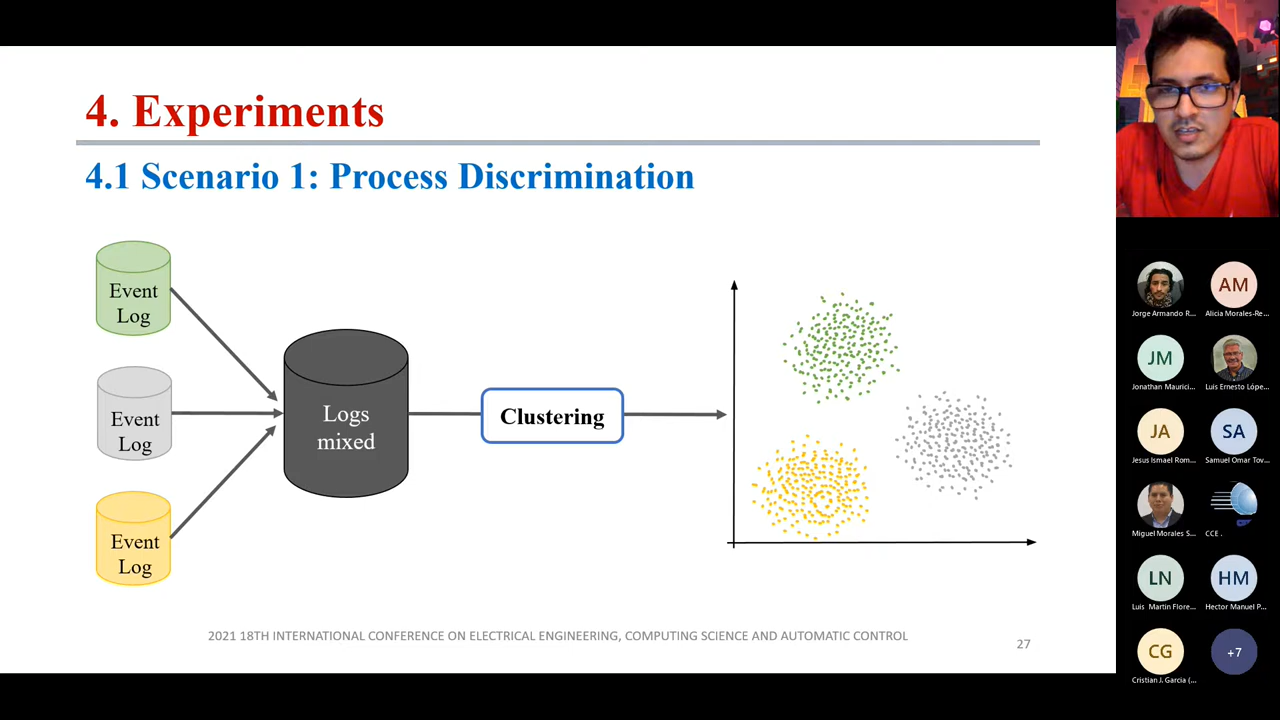 4. Experiments
4.1 Scenario 1: Process Discrimination
Event
Log
Event
Log
Event
Log
Logs
mixed
Clustering
2021 18TH INTERNATIONAL CONFERENCE ON ELECTRICAL ENGINEERING, COMPUTING SCIENCE AND AUTOMATIC CONTROL
27
AM
Jorge Armando R...
Alicia Morales-Re...
JM
Jonathan Maurici...
Luis Ernesto Lópe...
JA
SA
Jesus Ismael Rom...
Samuel Omar Tov...
Miguel Morales S...
CCE .
LN
HM
Luis Martin Flore...
Hector Manuel P...
CG
+7
Cristian J. Garcia (...